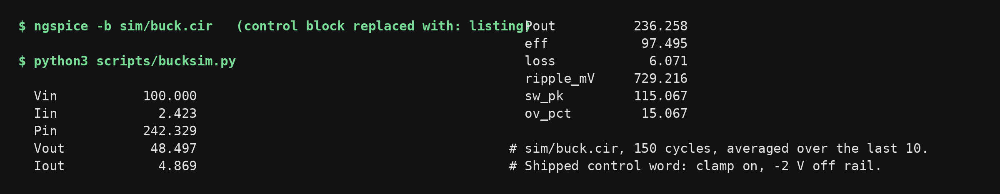 $ ngspice -b sim/buck.cir   (control block replaced with: listing)
$ python3 scripts/bucksim.py
Vin           100.000
Iin             2.423
Pin           242.329
Vout           48.497
Iout            4.869
Pout          236.258
eff            97.495
loss            6.071
ripple_mV     729.216
sw_pk         115.067
ov_pct         15.067
# sim/buck.cir, 150 cycles, averaged over the last 10.
# Shipped control word: clamp on, -2 V off rail.